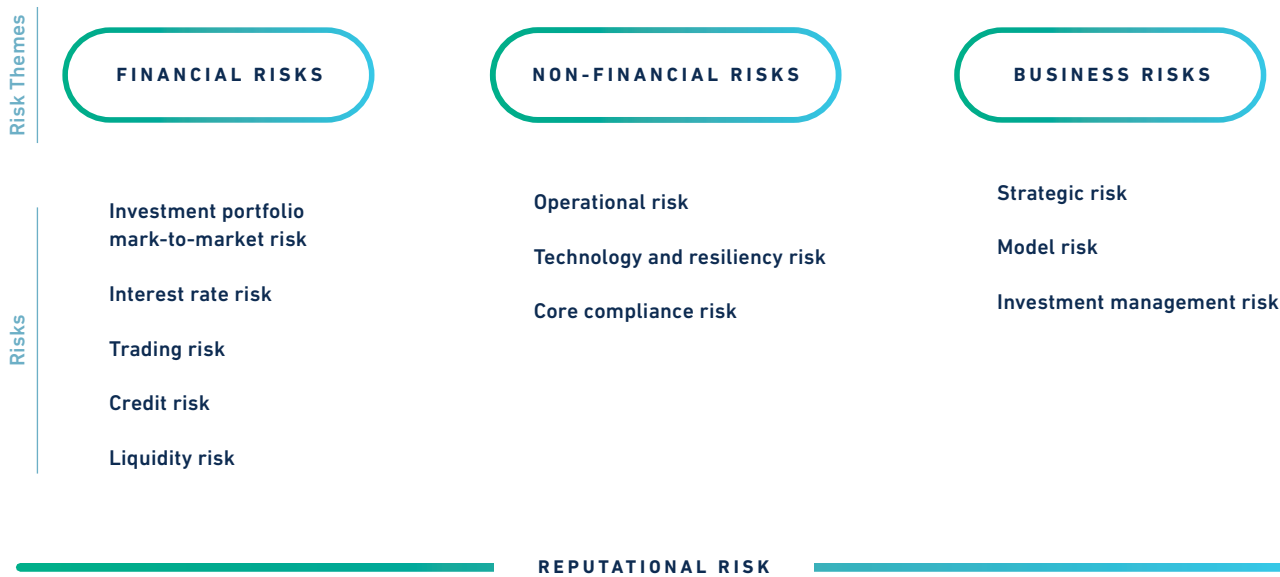 Risk Themes
FINANCIAL RISKS
NON-FINANCIAL RISKS
BUSINESS RISKS
Risks
Investment portfolio
mark-to-market risk
Interest rate risk
Trading risk
Credit risk
Liquidity risk
Operational risk
Technology and resiliency risk
Core compliance risk
Strategic risk
Model risk
Investment management risk
REPUTATIONAL RISK